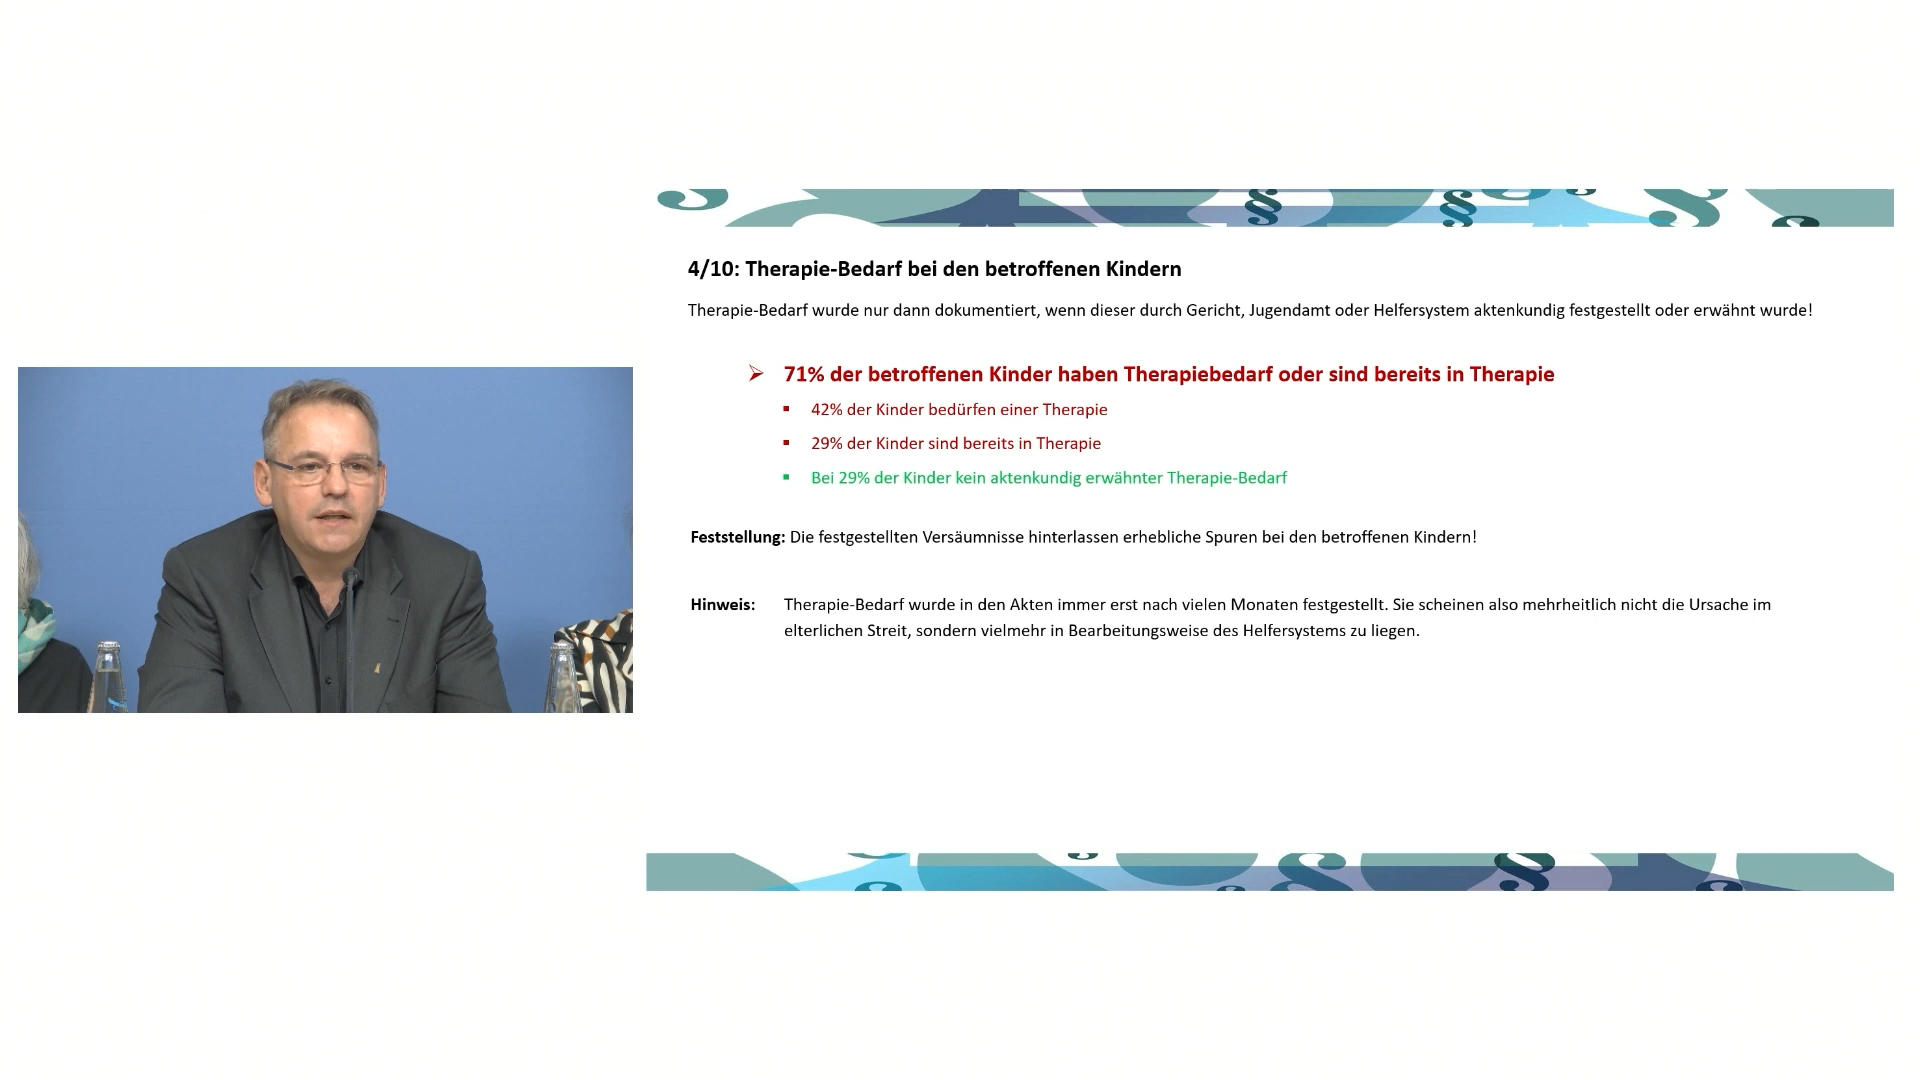 4/10: Therapie-Bedarf bei den betroffenen Kindern
Therapie-Bedarf wurde nur dann dokumentiert, wenn dieser durch Gericht, Jugendamt oder Helfersystem aktenkundig festgestellt oder erwähnt wurde!
➢ 71% der betroffenen Kinder haben Therapiebedarf oder sind bereits in Therapie
▪ 42% der Kinder bedürfen einer Therapie
▪ 29% der Kinder sind bereits in Therapie
▪ Bei 29% der Kinder kein aktenkundig erwähnter Therapie-Bedarf
Feststellung: Die festgestellten Versäumnisse hinterlassen erhebliche Spuren bei den betroffenen Kindern!
Hinweis: Therapie-Bedarf wurde in den Akten immer erst nach vielen Monaten festgestellt. Sie scheinen also mehrheitlich nicht die Ursache im
elterlichen Streit, sondern vielmehr in Bearbeitungsweise des Helfersystems zu liegen.